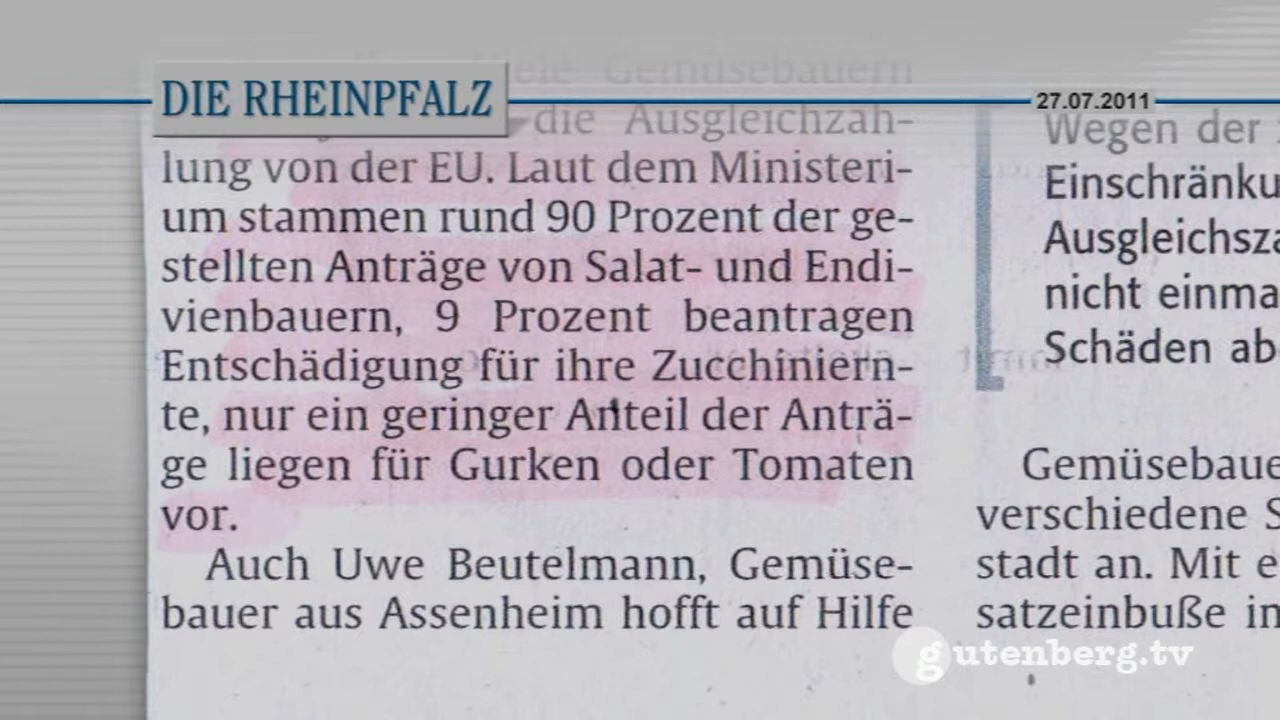 DIE RHEINPFALZ
27.07.2011
Gemüsebauern
die Ausgleichzah-
lung von der EU. Laut dem Ministeri-
um stammen rund 90 Prozent der ge-
stellten Anträge von Salat- und Endi-
vienbauern, 9 Prozent beantragen
Entschädigung für ihre Zucchiniern-
te, nur ein geringer Anteil der Anträ-
ge liegen für Gurken oder Tomaten
vor.
Auch Uwe Beutelmann, Gemüse-
bauer aus Assenheim hofft auf Hilfe
Wegen der
Einschränku
Ausgleichsza
nicht einma
Schäden ab
Gemüsebaue
verschiedene S
stadt an. Mit e
satzeinbuße in
gutenberg.tv